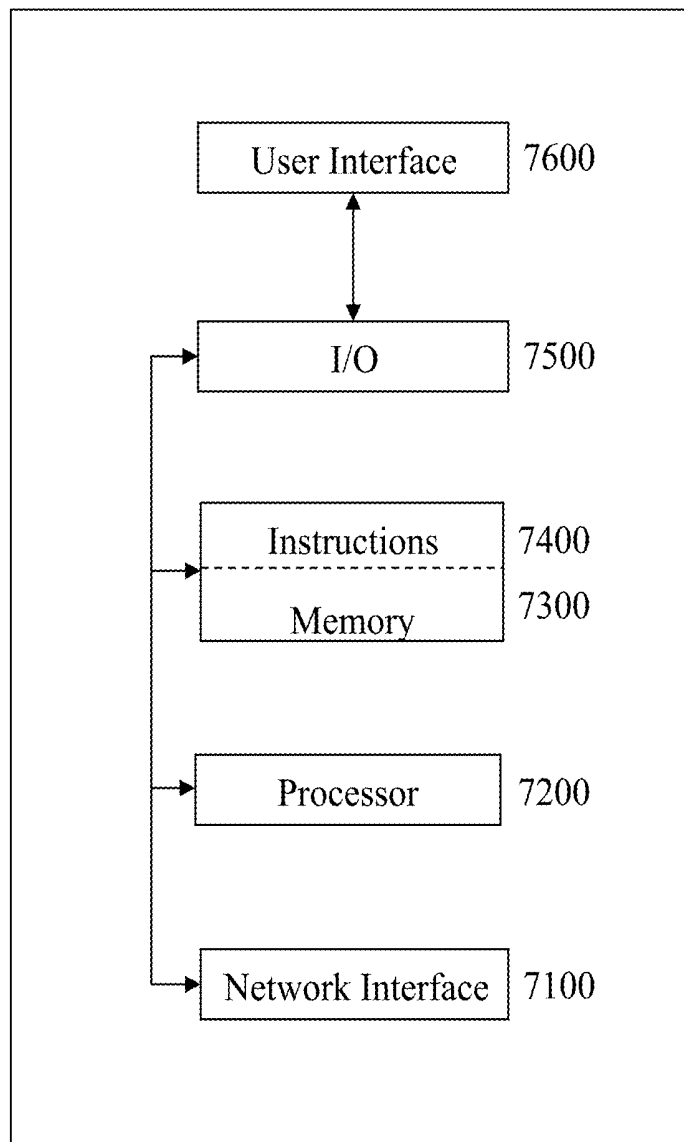 User Interface 7600
I/O 7500
Instructions 7400
Memory 7300
Processor 7200
Network Interface 7100